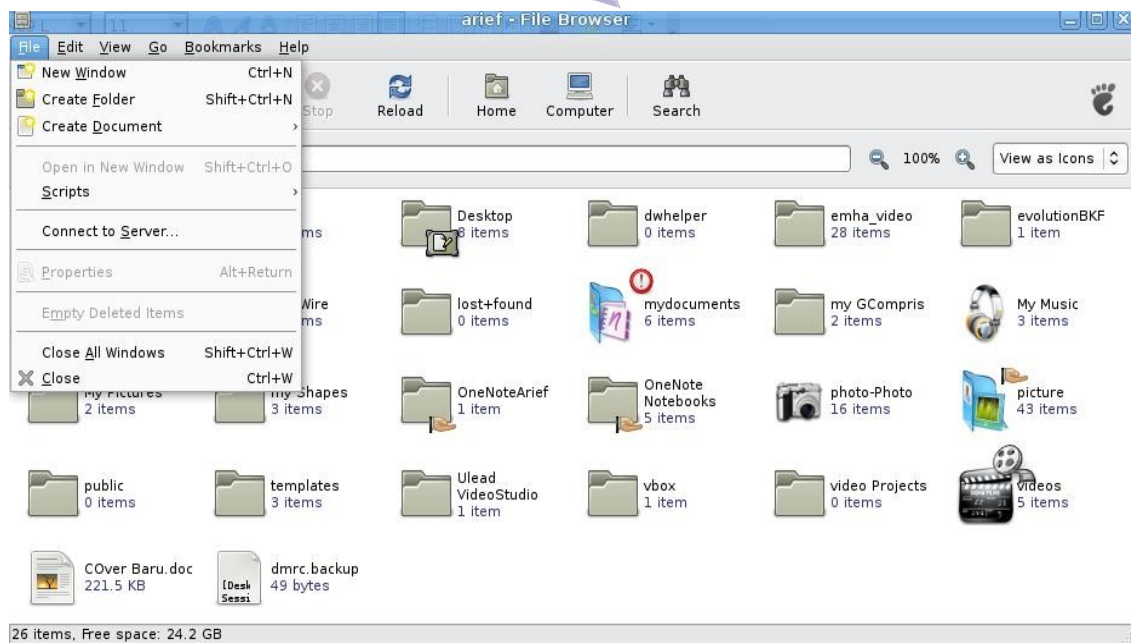 arief - File Browser
File Edit View Go Bookmarks Help
New Window Ctrl+N
Create Folder Shift+Ctrl+N
Create Document
Open in New Window Shift+Ctrl+O
Scripts
Connect to Server...
Properties Alt+Return
Empty Deleted Items
Close All Windows Shift+Ctrl+W
Close Ctrl+W
Stop Reload Home Computer Search
100% View as Icons
Desktop
8 items
dwhelper
0 items
emha_video
28 items
evolutionBKF
1 item
lost+found
0 items
mydocuments
6 items
my GCompris
2 items
My Music
3 items
My Pictures
2 items
my Shapes
3 items
OneNoteArief
1 item
OneNote
Notebooks
5 items
photo-Photo
16 items
picture
43 items
public
0 items
templates
3 items
Ulead
VideoStudio
1 item
vbox
1 item
video Projects
0 items
videos
5 items
COver Baru.doc
221.5 KB
[Desk
Sessi
dmrc.backup
49 bytes
26 items, Free space: 24.2 GB